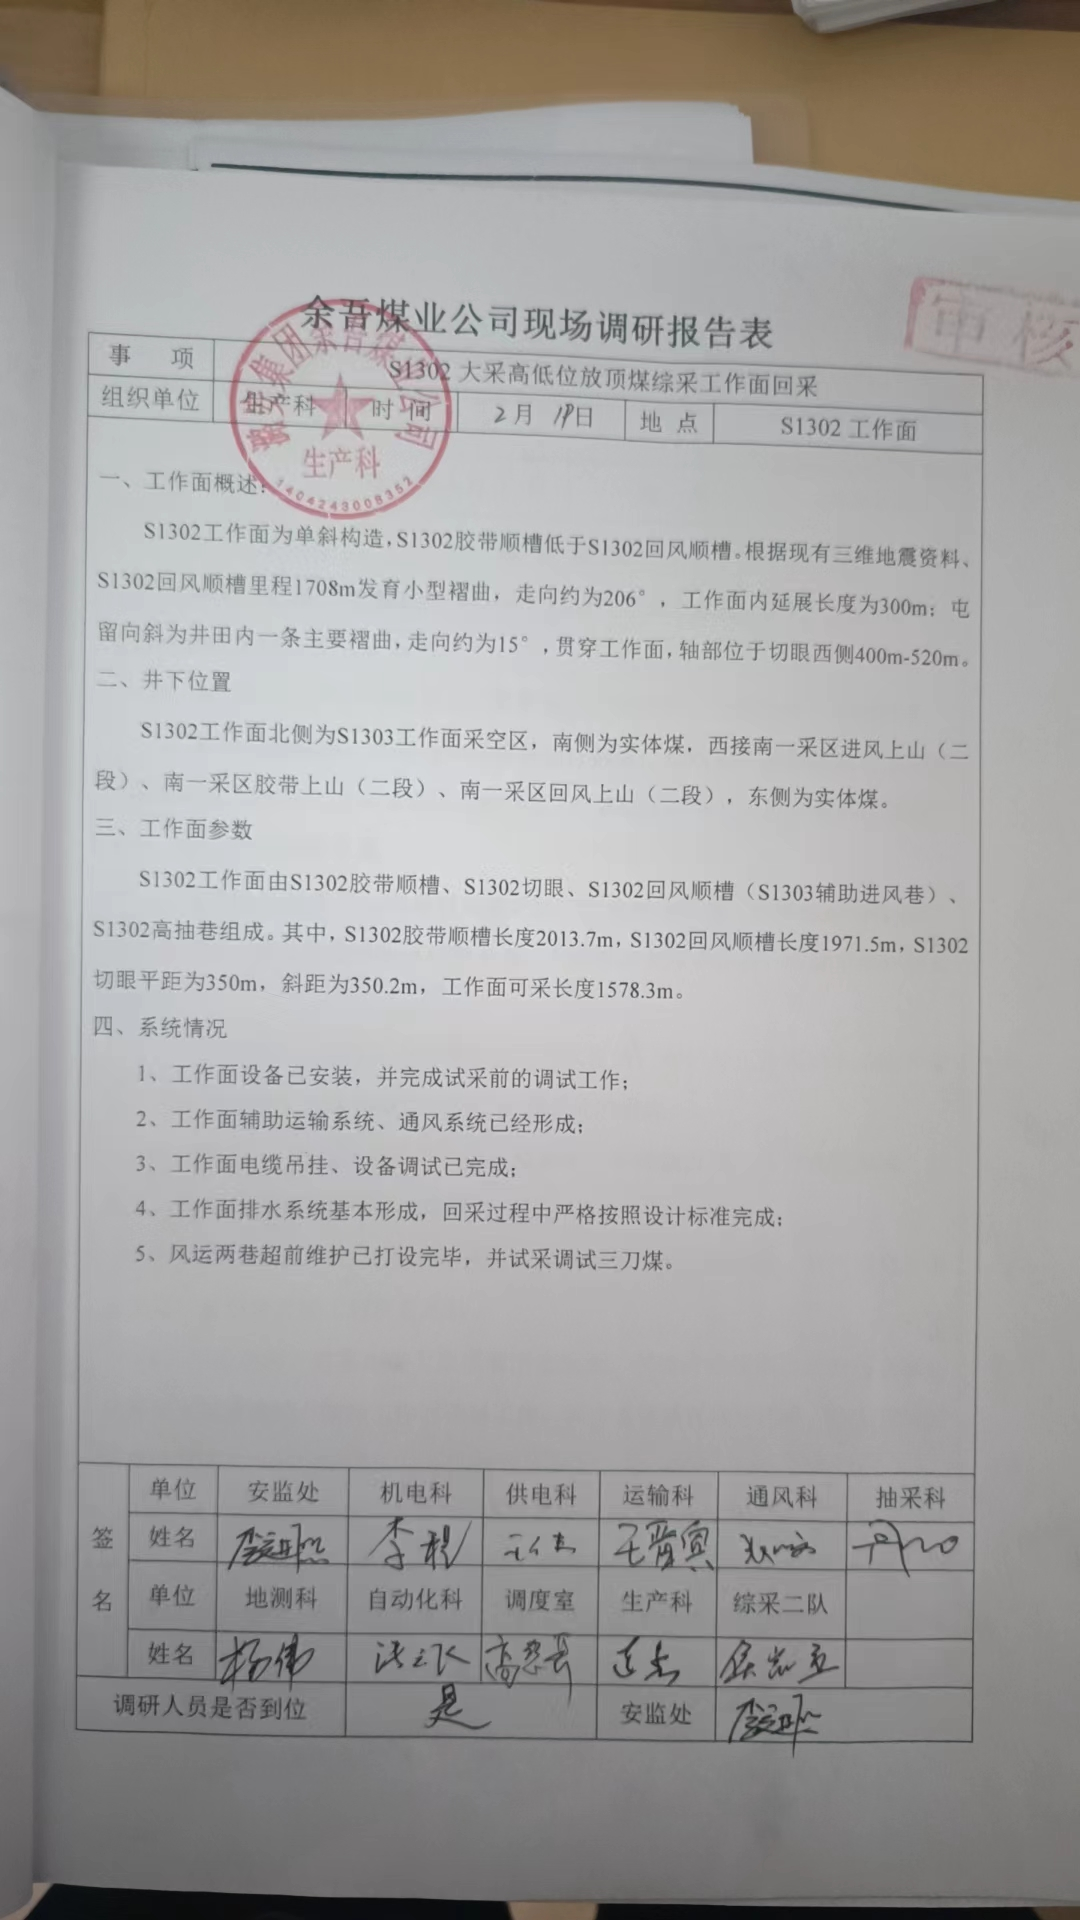 余吾煤业公司现场调研报告表
审核
事 项 S1302 大采高低位放顶煤综采工作面回采
组织单位 生产科 时 间 2月 19日 地 点 S1302 工作面
生产科
1404243008352
一、工作面概述:
S1302工作面为单斜构造,S1302胶带顺槽低于S1302回风顺槽。根据现有三维地震资料、
S1302回风顺槽里程1708m发育小型褶曲，走向约为206°，工作面内延展长度为300m；屯
留向斜为井田内一条主要褶曲,走向约为15°,贯穿工作面,轴部位于切眼西侧400m-520m。
二、井下位置
S1302工作面北侧为S1303工作面采空区，南侧为实体煤，西接南一采区进风上山（二
段）、南一采区胶带上山（二段）、南一采区回风上山（二段），东侧为实体煤。
三、工作面参数
S1302工作面由S1302胶带顺槽、S1302切眼、S1302回风顺槽（S1303辅助进风巷）、
S1302高抽巷组成。其中，S1302胶带顺槽长度2013.7m，S1302回风顺槽长度1971.5m，S1302
切眼平距为350m，斜距为350.2m，工作面可采长度1578.3m。
四、系统情况
1、工作面设备已安装，并完成试采前的调试工作；
2、工作面辅助运输系统、通风系统已经形成；
3、工作面电缆吊挂、设备调试已完成；
4、工作面排水系统基本形成，回采过程中严格按照设计标准完成；
5、风运两巷超前维护已打设完毕，并试采调试三刀煤。
签名
单位 安监处 机电科 供电科 运输科 通风科 抽采科
姓名 李程 王晋寅
单位 地测科 自动化科 调度室 生产科 综采二队
姓名 杨伟
调研人员是否到位 是 安监处